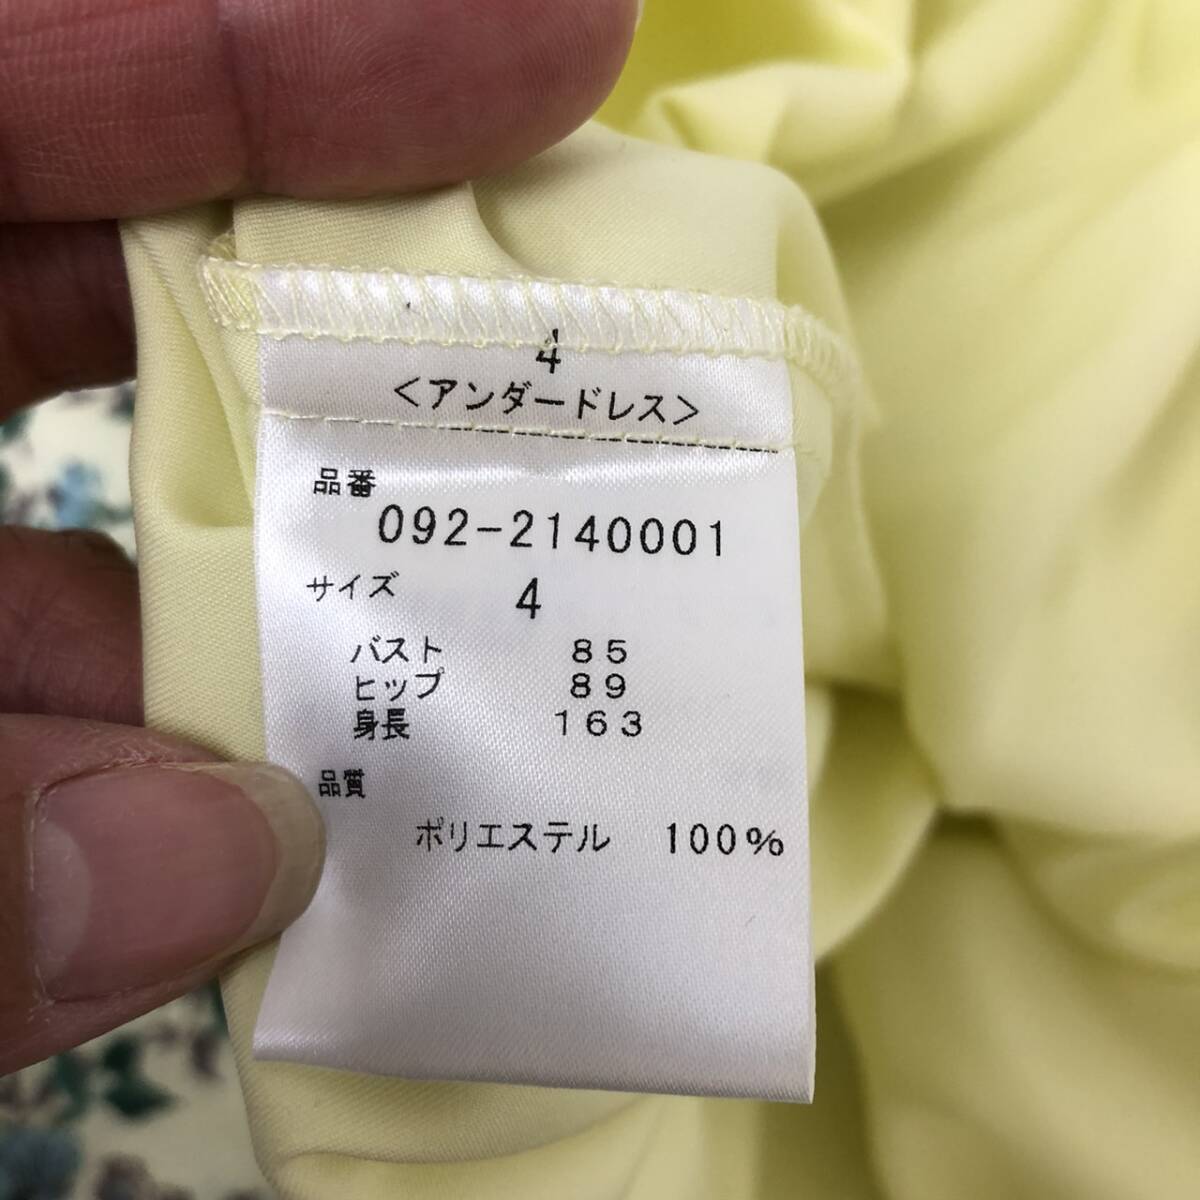 4
<アンダードレス>
品番
092-2140001
サイズ 4
バスト 85
ヒップ 89
身長 163
品質
ポリエステル 100%